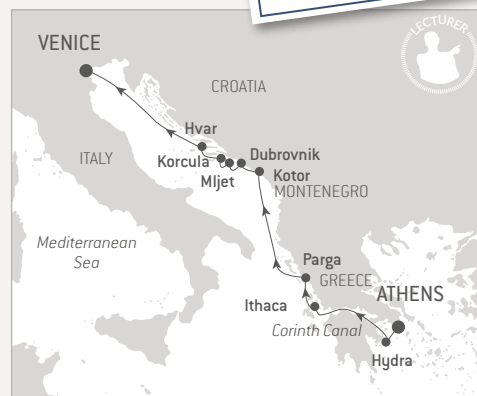 LECTURER
VENICE
CROATIA
Hvar
ITALY
Korcula
Dubrovnik
Mljet
Kotor
MONTENEGRO
Mediterranean
Sea
Parga
GREECE
ATHENS
Ithaca
Corinth Canal
Hydra